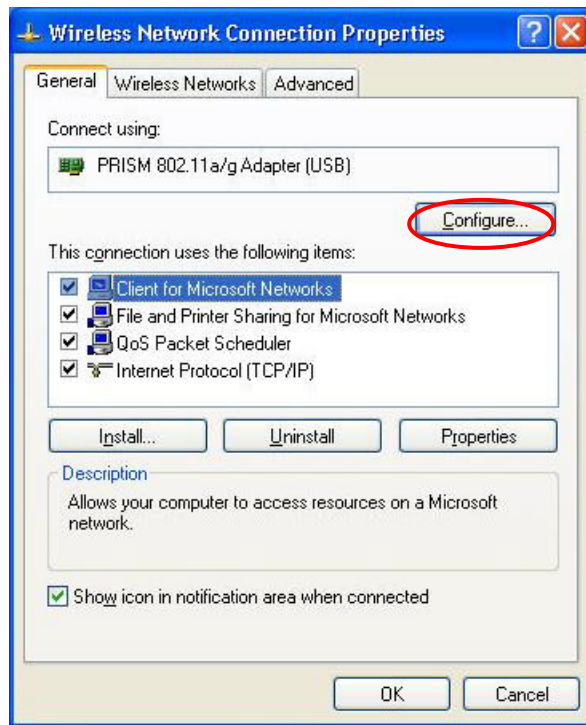 Wireless Network Connection Properties
General Wireless Networks Advanced
Connect using:
PRISM 802.11a/g Adapter (USB)
Configure...
This connection uses the following items:
Client for Microsoft Networks
File and Printer Sharing for Microsoft Networks
QoS Packet Scheduler
Internet Protocol (TCP/IP)
Install... Uninstall Properties
Description
Allows your computer to access resources on a Microsoft
network.
Show icon in notification area when connected
OK Cancel